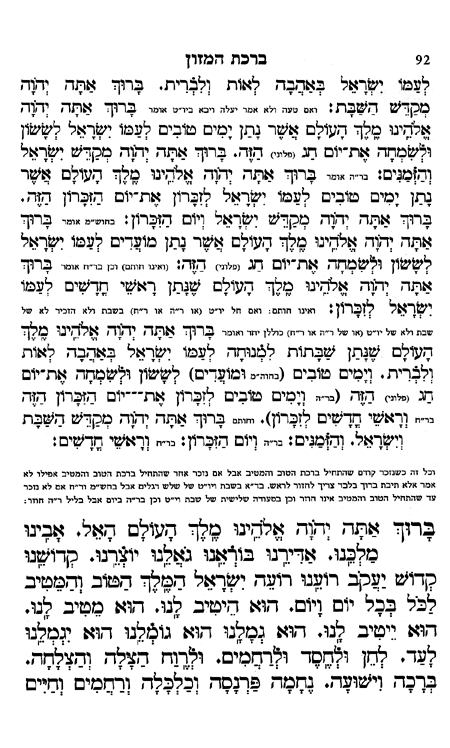 92 ברכת המזון
לְעַמּוֹ יִשְׂרָאֵל בְּאַהֲבָה לְאוֹת וְלִבְרִית. בָּרוּךְ אַתָּה יְהֹוָה
מְקַדֵּשׁ הַשַּׁבָּת: ואם טעה ולא אמר יעלה ויבא ביו״ט אומר בָּרוּךְ אַתָּה יְהֹוָה
אֱלֹהֵינוּ מֶלֶךְ הָעוֹלָם אֲשֶׁר נָתַן יָמִים טוֹבִים לְעַמּוֹ יִשְׂרָאֵל לְשָׂשׂוֹן
וּלְשִׂמְחָה אֶת־יוֹם חַג (פלוני) הַזֶּה. בָּרוּךְ אַתָּה יְהֹוָה מְקַדֵּשׁ יִשְׂרָאֵל
וְהַזְּמַנִּים: בר״ה אומר בָּרוּךְ אַתָּה יְהֹוָה אֱלֹהֵינוּ מֶלֶךְ הָעוֹלָם אֲשֶׁר
נָתַן יָמִים טוֹבִים לְעַמּוֹ יִשְׂרָאֵל לְזִכָּרוֹן אֶת־יוֹם הַזִּכָּרוֹן הַזֶּה.
בָּרוּךְ אַתָּה יְהֹוָה מְקַדֵּשׁ יִשְׂרָאֵל וְיוֹם הַזִּכָּרוֹן: בחוש״מ אומר בָּרוּךְ
אַתָּה יְהֹוָה אֱלֹהֵינוּ מֶלֶךְ הָעוֹלָם אֲשֶׁר נָתַן מוֹעֲדִים לְעַמּוֹ יִשְׂרָאֵל
לְשָׂשׂוֹן וּלְשִׂמְחָה אֶת־יוֹם חַג (פלוני) הַזֶּה: (ואינו חותם) וכן בר״ח אומר בָּרוּךְ
אַתָּה יְהֹוָה אֱלֹהֵינוּ מֶלֶךְ הָעוֹלָם שֶׁנָּתַן רָאשֵׁי חֳדָשִׁים לְעַמּוֹ
יִשְׂרָאֵל לְזִכָּרוֹן: ואינו חותם: ואם חל יו״ט (או ר״ה או ר״ח) בשבת ולא הזכיר לא של
שבת ולא של יו״ט (או של ר״ה או ר״ח) כוללן יחד ואומר בָּרוּךְ אַתָּה יְהֹוָה אֱלֹהֵינוּ מֶלֶךְ
הָעוֹלָם שֶׁנָּתַן שַׁבָּתוֹת לִמְנוּחָה לְעַמּוֹ יִשְׂרָאֵל בְּאַהֲבָה לְאוֹת
וְלִבְרִית. וְיָמִים טוֹבִים (בחוה״מ וּמוֹעֲדִים) לְשָׂשׂוֹן וּלְשִׂמְחָה אֶת־יוֹם
חַג (פלוני) הַזֶּה (בר״ה וְיָמִים טוֹבִים לְזִכָּרוֹן אֶת־יוֹם הַזִּכָּרוֹן הַזֶּה
בר״ח וְרָאשֵׁי חֳדָשִׁים לְזִכָּרוֹן). וחותם בָּרוּךְ אַתָּה יְהֹוָה מְקַדֵּשׁ הַשַּׁבָּת
וְיִשְׂרָאֵל. וְהַזְּמַנִּים: בר״ה וְיוֹם הַזִּכָּרוֹן: בר״ח וְרָאשֵׁי חֳדָשִׁים:
וכל זה כשנזכר קודם שהתחיל ברכת הטוב והמטיב אבל אם נזכר אחר שהתחיל ברכת הטוב והמטיב אפילו לא
אמר אלא תיבת ברוך בלבד צריך לחזור לראש. בד״א בשבת ויו״ט של שלש רגלים אבל בחש״מ ור״ח אם לא נזכר
עד שהתחיל הטוב והמטיב אינו חוזר וכן בסעודה שלישית של שבת וי״ט וכן בר״ה ביום אבל בליל ר״ה חוזר:
בָּרוּךְ אַתָּה יְהֹוָה אֱלֹהֵינוּ מֶלֶךְ הָעוֹלָם הָאֵל. אָבִינוּ
מַלְכֵּנוּ. אַדִּירֵנוּ בּוֹרְאֵנוּ גֹּאֲלֵנוּ יוֹצְרֵנוּ. קְדוֹשֵׁנוּ
קְדוֹשׁ יַעֲקֹב רוֹעֵנוּ רוֹעֵה יִשְׂרָאֵל הַמֶּלֶךְ הַטּוֹב וְהַמֵּטִיב
לַכֹּל בְּכָל יוֹם וָיוֹם. הוּא הֵיטִיב לָנוּ. הוּא מֵטִיב לָנוּ.
הוּא יֵיטִיב לָנוּ. הוּא גְמָלָנוּ הוּא גוֹמְלֵנוּ הוּא יִגְמְלֵנוּ
לָעַד. לְחֵן וּלְחֶסֶד וּלְרַחֲמִים. וּלְרֶוַח הַצָּלָה וְהַצְלָחָה.
בְּרָכָה וִישׁוּעָה. נֶחָמָה פַּרְנָסָה וְכַלְכָּלָה וְרַחֲמִים וְחַיִּים